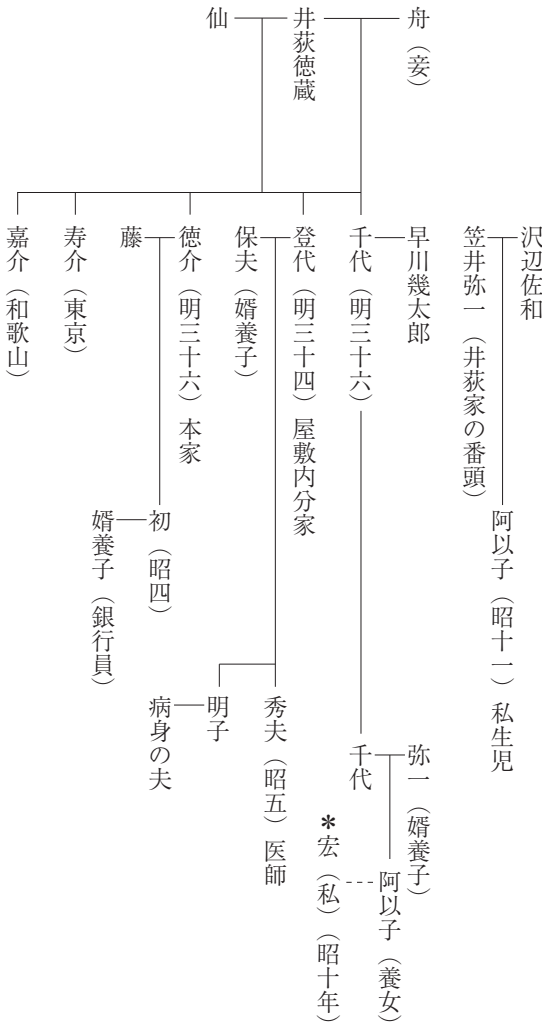 舟（妾）
井荻徳蔵
仙
沢辺佐和
笠井弥一（井荻家の番頭）
早川幾太郎
千代（明三十六）
登代（明三十四）屋敷内分家
保夫（婿養子）
徳介（明三十六）本家
藤
寿介（東京）
嘉介（和歌山）
阿以子（昭十一）私生児
初（昭四）
婿養子（銀行員）
弥一（婿養子）
千代
阿以子（養女）
＊宏（私）（昭十年）
秀夫（昭五）医師
明子
病身の夫